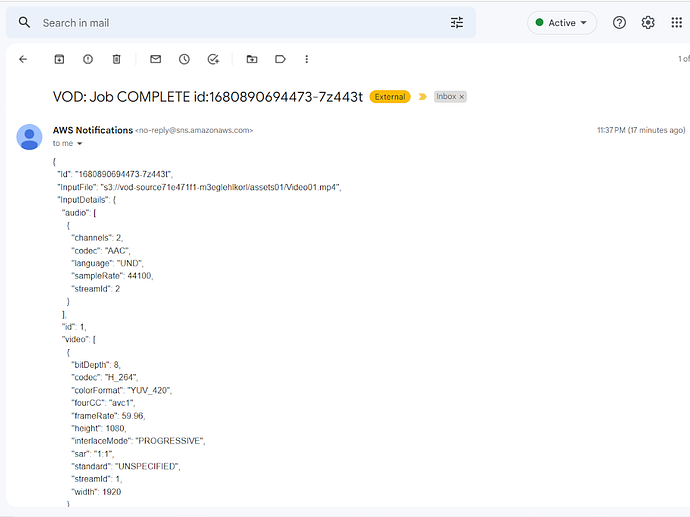 Search in mail
Active
1 of
VOD: Job COMPLETE id:1680890694473-7z443t External Inbox ×
AWS Notifications <no-reply@sns.amazonaws.com> 11:37 PM (17 minutes ago)
to me
{
"Id": "1680890694473-7z443t",
"InputFile": "s3://vod-source71e471f1-m3eglehlkorl/assets01/Video01.mp4",
"InputDetails": {
"audio": [
{
"channels": 2,
"codec": "AAC",
"language": "UND",
"sampleRate": 44100,
"streamId": 2
}
],
"id": 1,
"video": [
{
"bitDepth": 8,
"codec": "H_264",
"colorFormat": "YUV_420",
"fourCC": "avc1",
"frameRate": 59.96,
"height": 1080,
"interlaceMode": "PROGRESSIVE",
"sar": "1:1",
"standard": "UNSPECIFIED",
"streamId": 1,
"width": 1920
}